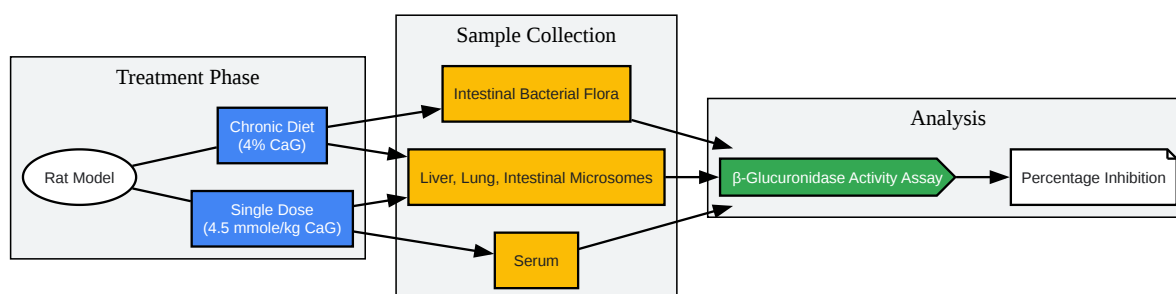 Treatment Phase
Rat Model
Chronic Diet
(4% CaG)
Single Dose
(4.5 mmole/kg CaG)
Sample Collection
Intestinal Bacterial Flora
Liver, Lung, Intestinal Microsomes
Serum
Analysis
β-Glucuronidase Activity Assay
Percentage Inhibition